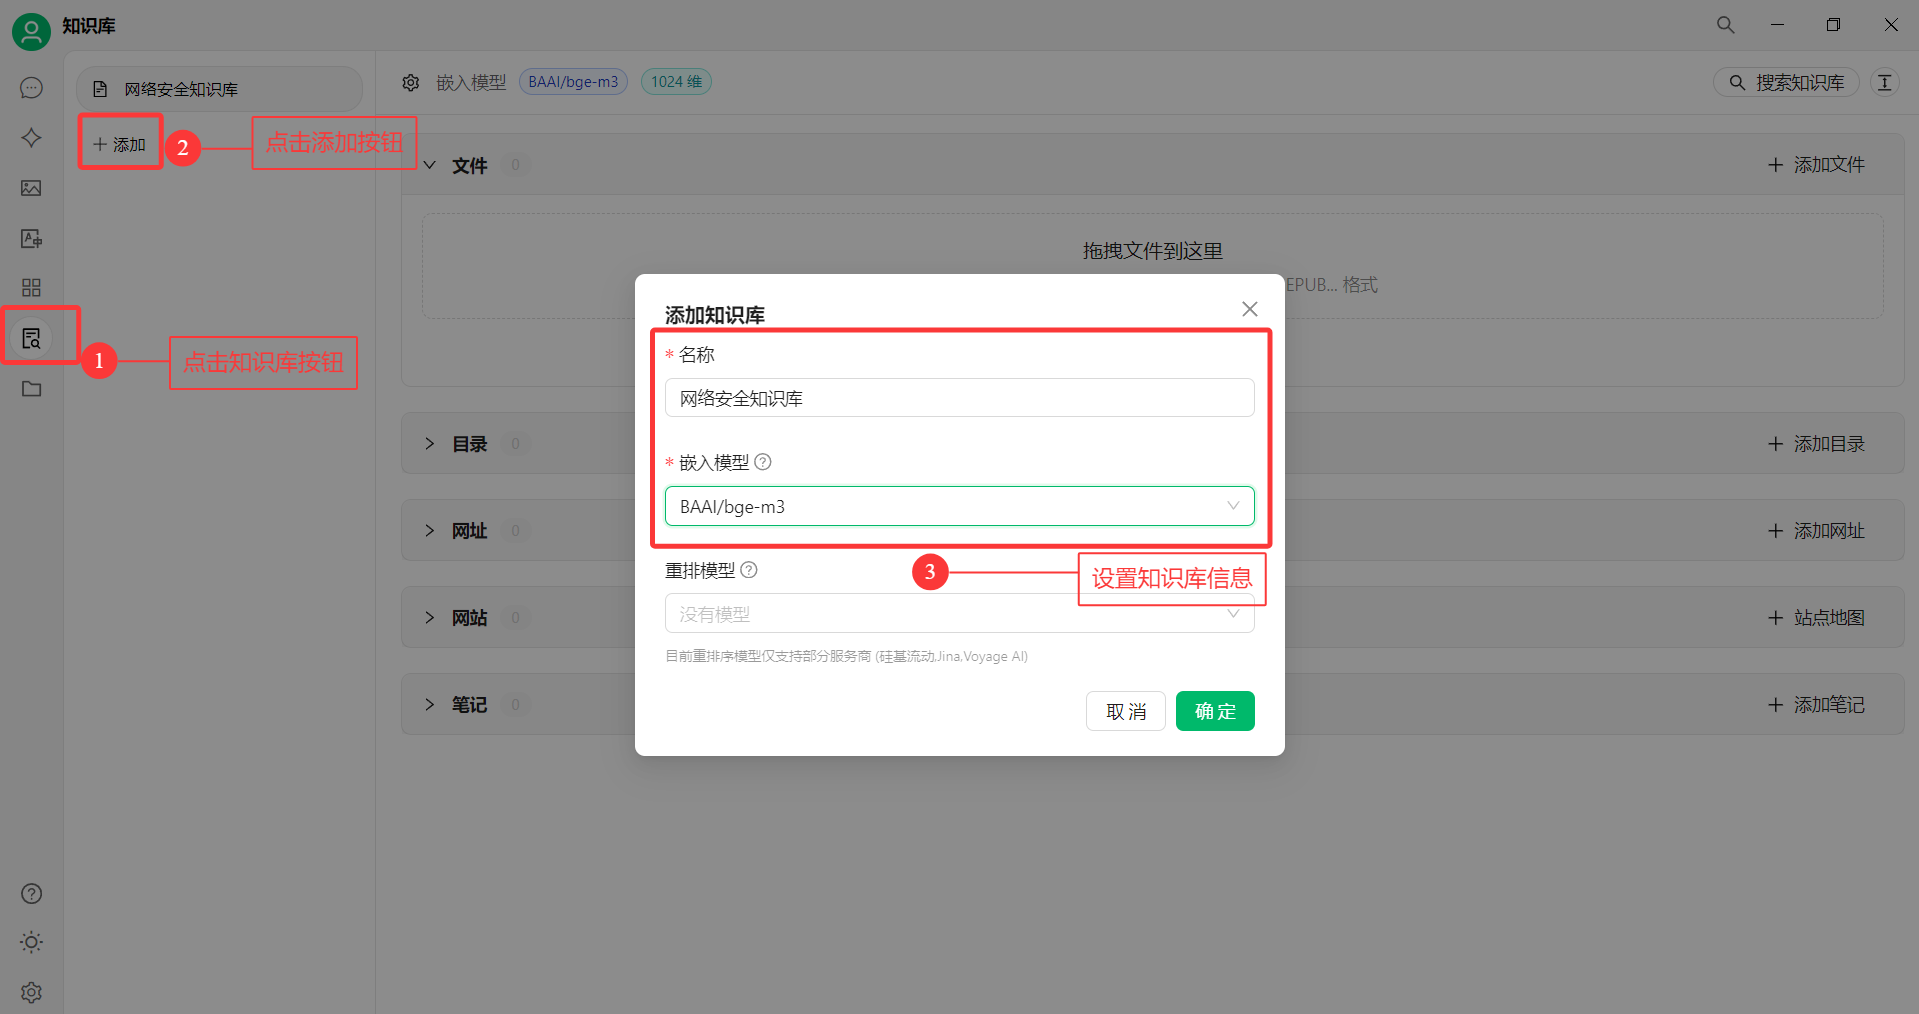 知识库
网络安全知识库
嵌入模型 BAAI/bge-m3 1024 维
搜索知识库
添加
2
点击添加按钮
文件 0
添加文件
拖拽文件到这里
EPUB... 格式
添加知识库
* 名称
网络安全知识库
1
点击知识库按钮
目录 0
添加目录
* 嵌入模型
BAAI/bge-m3
网址 0
添加网址
重排模型
3
设置知识库信息
没有模型
网站 0
站点地图
目前重排序模型仅支持部分服务商 (硅基流动,Jina,Voyage AI)
笔记 0
添加笔记
取消
确定